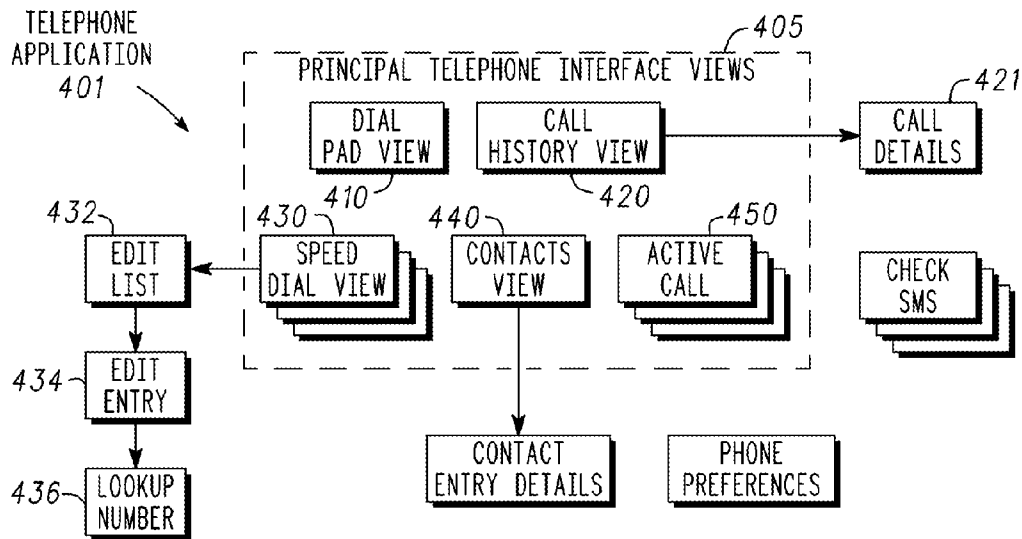 TELEPHONE
APPLICATION
401
405
PRINCIPAL TELEPHONE INTERFACE VIEWS
DIAL
PAD VIEW
410
CALL
HISTORY VIEW
420
421
CALL
DETAILS
432
EDIT
LIST
430
SPEED
DIAL VIEW
440
CONTACTS
VIEW
450
ACTIVE
CALL
CHECK
SMS
434
EDIT
ENTRY
436
LOOKUP
NUMBER
CONTACT
ENTRY DETAILS
PHONE
PREFERENCES